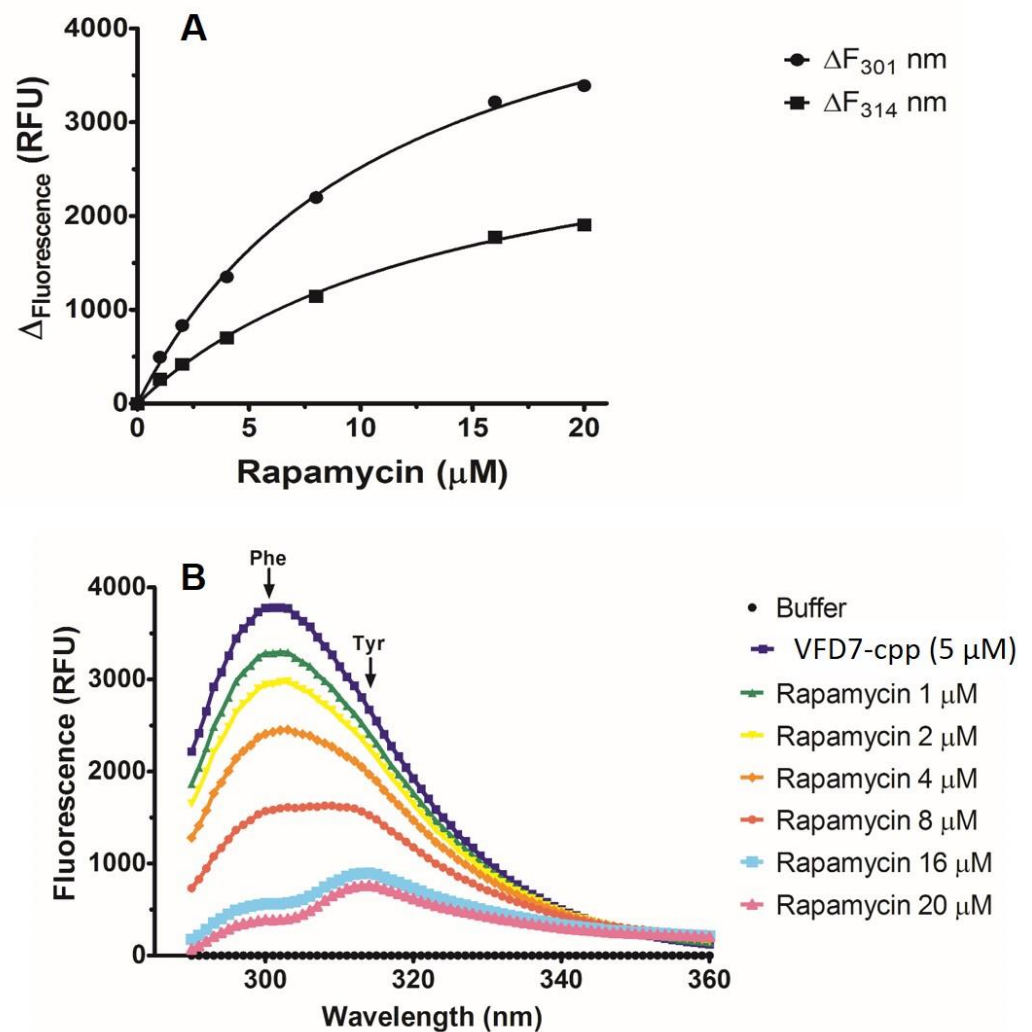 A
4000
3000
2000
1000
0
ΔFluorescence (RFU)
0 5 10 15 20
Rapamycin (μM)
ΔF301 nm
ΔF314 nm
B
Phe
Tyr
4000
3000
2000
1000
0
Fluorescence (RFU)
300 320 340 360
Wavelength (nm)
Buffer
VFD7-cpp (5 μM)
Rapamycin 1 μM
Rapamycin 2 μM
Rapamycin 4 μM
Rapamycin 8 μM
Rapamycin 16 μM
Rapamycin 20 μM